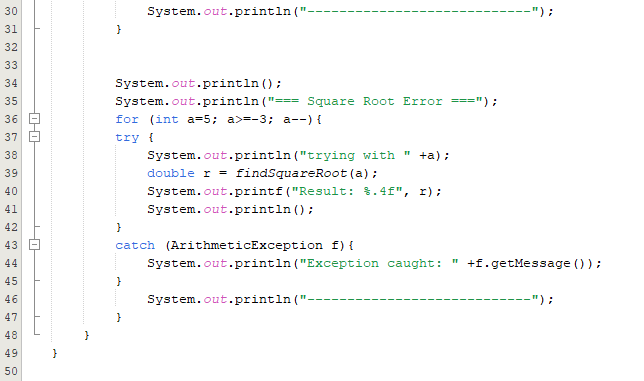 30 System.out.println("----------------------------");
31 }
32
33
34 System.out.println();
35 System.out.println("=== Square Root Error ===");
36 for (int a=5; a>=-3; a--){
37 try {
38 System.out.println("trying with " +a);
39 double r = findSquareRoot(a);
40 System.out.printf("Result: %.4f", r);
41 System.out.println();
42 }
43 catch (ArithmeticException f){
44 System.out.println("Exception caught: " +f.getMessage());
45 }
46 System.out.println("----------------------------");
47 }
48 }
49 }
50